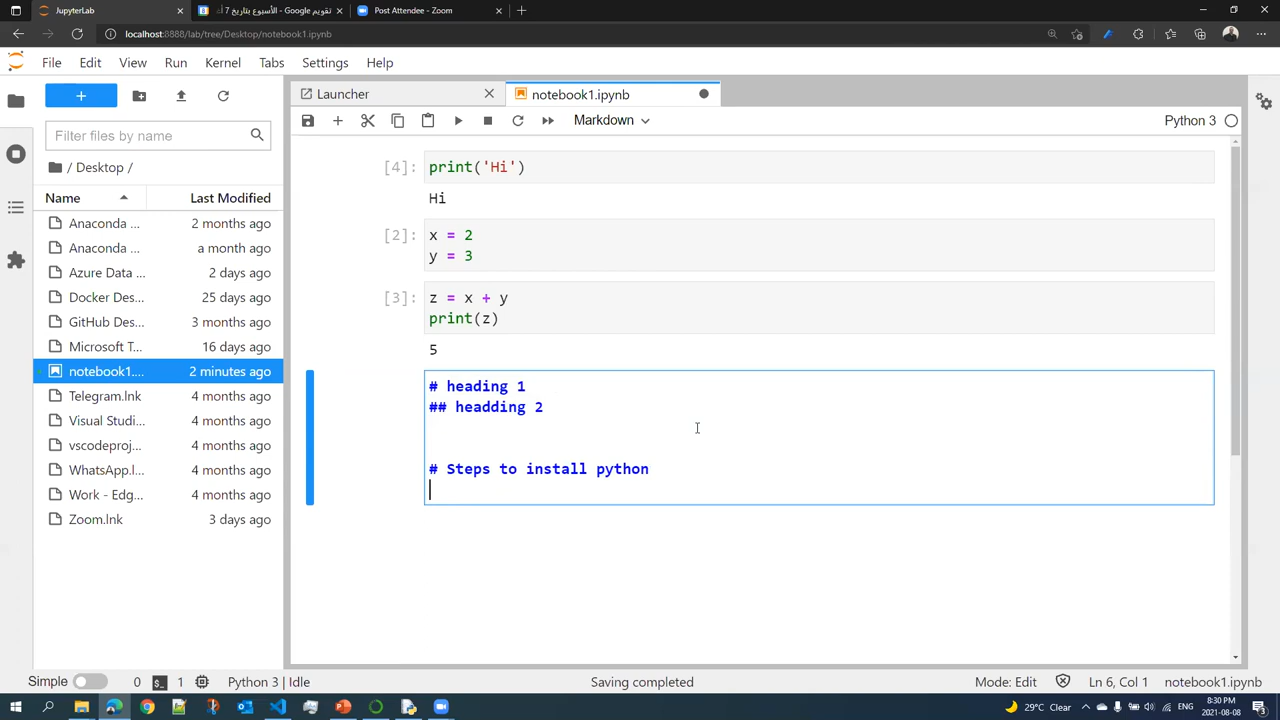 JupyterLab
تقويم Google - الأسبوع بتاريخ 7 أ
Post Attendee - Zoom
localhost:8888/lab/tree/Desktop/notebook1.ipynb
File Edit View Run Kernel Tabs Settings Help
Launcher
notebook1.ipynb
Markdown
Python 3
Filter files by name
/ Desktop /
Name Last Modified
Anaconda ... 2 months ago
Anaconda ... a month ago
Azure Data ... 2 days ago
Docker Des... 25 days ago
GitHub Des... 3 months ago
Microsoft T... 16 days ago
notebook1.... 2 minutes ago
Telegram.lnk 4 months ago
Visual Studi... 4 months ago
vscodeproj... 4 months ago
WhatsApp.l... 4 months ago
Work - Edg... 4 months ago
Zoom.lnk 3 days ago
[4]: print('Hi')
Hi
[2]: x = 2
y = 3
[3]: z = x + y
print(z)
5
# heading 1
## headding 2
# Steps to install python
Simple 0 1 Python 3 | Idle Saving completed Mode: Edit Ln 6, Col 1 notebook1.ipynb
29°C Clear ENG 8:30 PM
2021-08-08
3